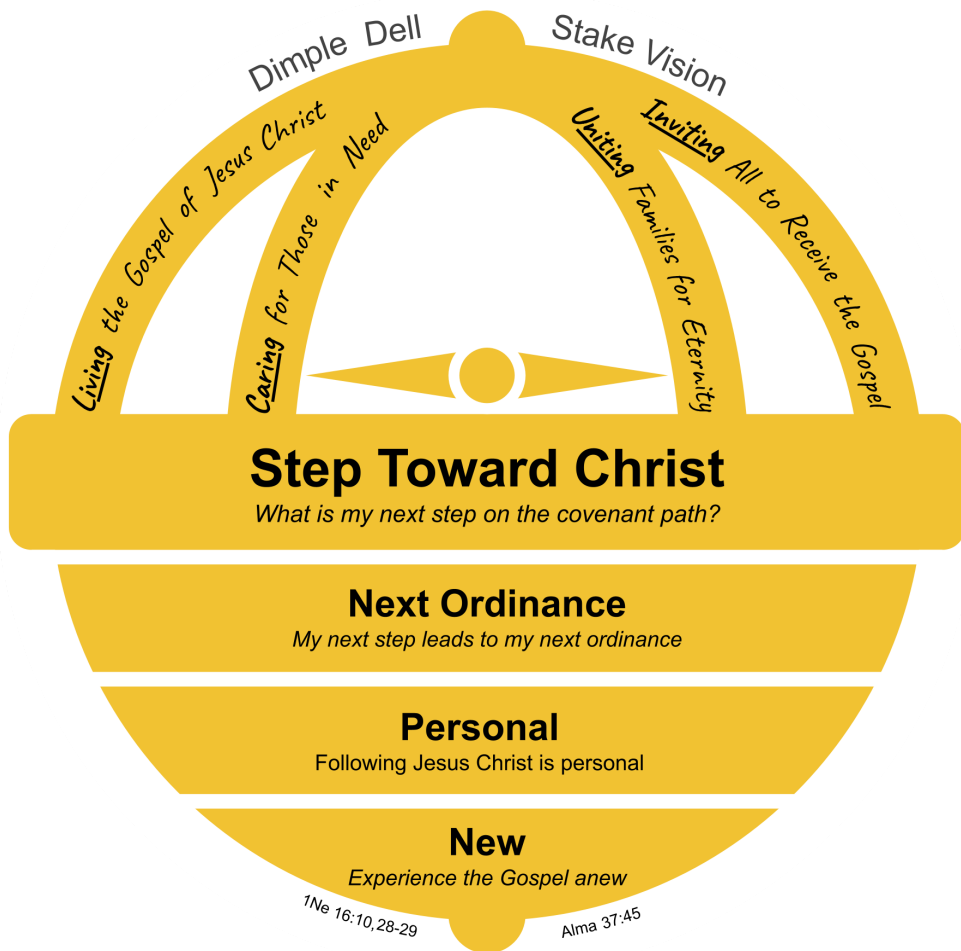 Dimple Dell Stake Vision
Living the Gospel of Jesus Christ
Caring for Those in Need
Uniting Families for Eternity
Inviting All to Receive the Gospel
Step Toward Christ
What is my next step on the covenant path?
Next Ordinance
My next step leads to my next ordinance
Personal
Following Jesus Christ is personal
New
Experience the Gospel anew
1Ne 16:10,28-29
Alma 37:45